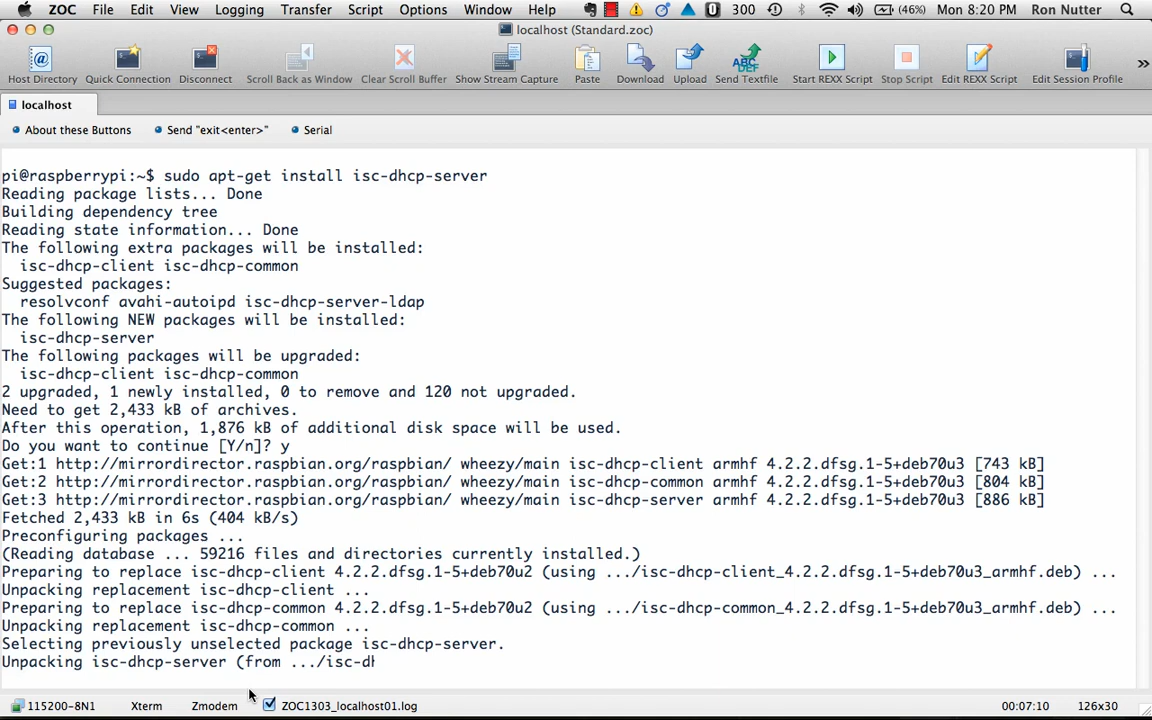 ZOC File Edit View Logging Transfer Script Options Window Help 300 (46%) Mon 8:20 PM Ron Nutter
localhost (Standard.zoc)
Host Directory Quick Connection Disconnect Scroll Back as Window Clear Scroll Buffer Show Stream Capture Paste Download Upload Send Textfile Start REXX Script Stop Script Edit REXX Script Edit Session Profile »
localhost
About these Buttons Send "exit<enter>" Serial
pi@raspberrypi:~$ sudo apt-get install isc-dhcp-server
Reading package lists... Done
Building dependency tree
Reading state information... Done
The following extra packages will be installed:
isc-dhcp-client isc-dhcp-common
Suggested packages:
resolvconf avahi-autoipd isc-dhcp-server-ldap
The following NEW packages will be installed:
isc-dhcp-server
The following packages will be upgraded:
isc-dhcp-client isc-dhcp-common
2 upgraded, 1 newly installed, 0 to remove and 120 not upgraded.
Need to get 2,433 kB of archives.
After this operation, 1,876 kB of additional disk space will be used.
Do you want to continue [Y/n]? y
Get:1 http://mirrordirector.raspbian.org/raspbian/ wheezy/main isc-dhcp-client armhf 4.2.2.dfsg.1-5+deb70u3 [743 kB]
Get:2 http://mirrordirector.raspbian.org/raspbian/ wheezy/main isc-dhcp-common armhf 4.2.2.dfsg.1-5+deb70u3 [804 kB]
Get:3 http://mirrordirector.raspbian.org/raspbian/ wheezy/main isc-dhcp-server armhf 4.2.2.dfsg.1-5+deb70u3 [886 kB]
Fetched 2,433 kB in 6s (404 kB/s)
Preconfiguring packages ...
(Reading database ... 59216 files and directories currently installed.)
Preparing to replace isc-dhcp-client 4.2.2.dfsg.1-5+deb70u2 (using .../isc-dhcp-client_4.2.2.dfsg.1-5+deb70u3_armhf.deb) ...
Unpacking replacement isc-dhcp-client ...
Preparing to replace isc-dhcp-common 4.2.2.dfsg.1-5+deb70u2 (using .../isc-dhcp-common_4.2.2.dfsg.1-5+deb70u3_armhf.deb) ...
Unpacking replacement isc-dhcp-common ...
Selecting previously unselected package isc-dhcp-server.
Unpacking isc-dhcp-server (from .../isc-dh
115200-8N1 Xterm Zmodem ZOC1303_localhost01.log 00:07:10 126x30